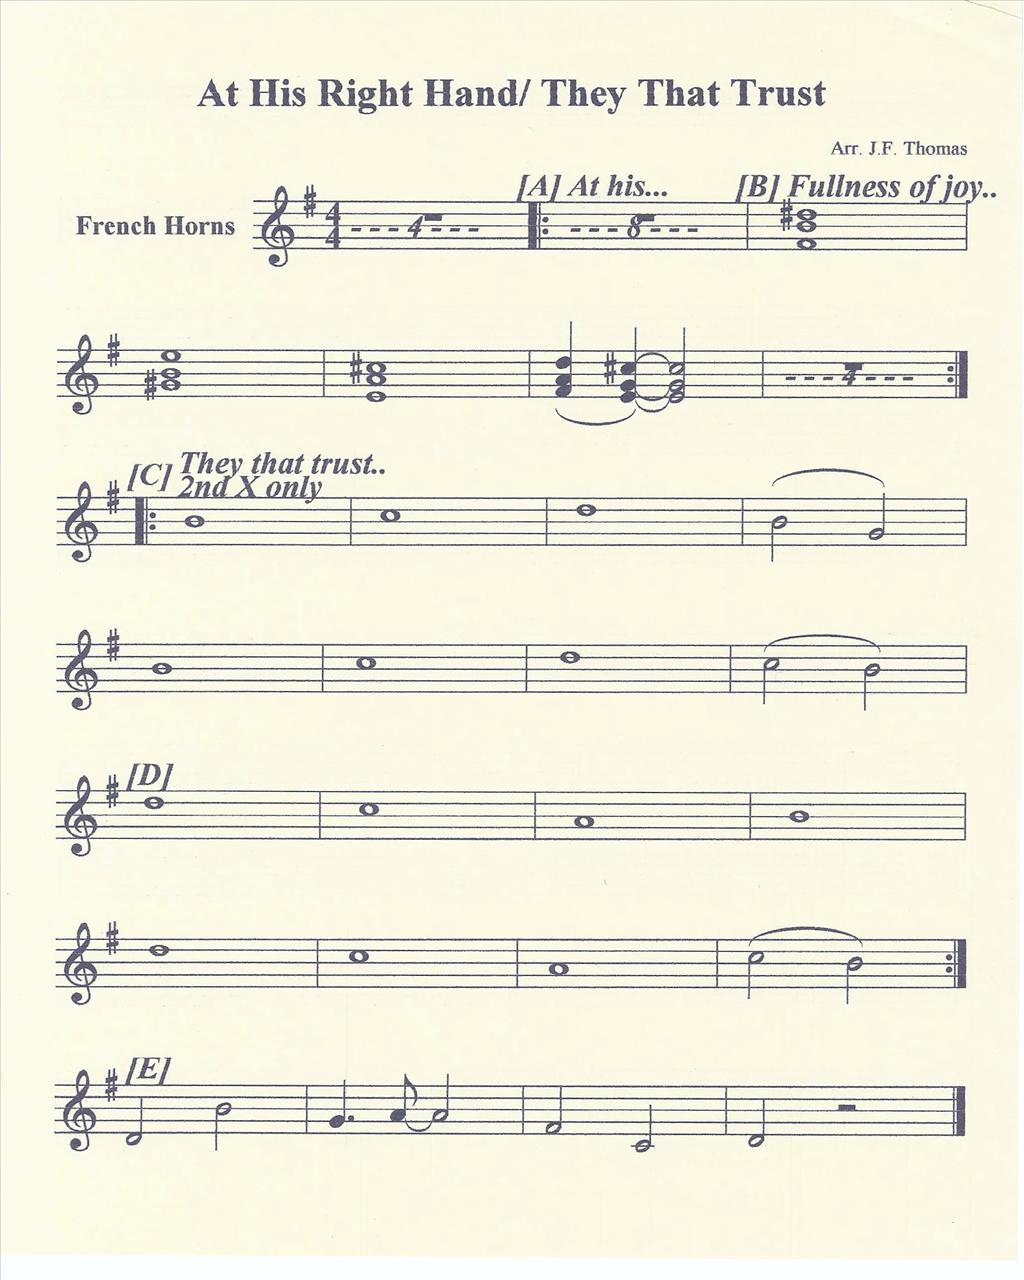 At His Right Hand/ They That Trust
Arr. J.F. Thomas
[A] At his... [B] Fullness of joy..
French Horns
4 4 4 8
4
[C] They that trust..
2nd X only
[D]
[E]